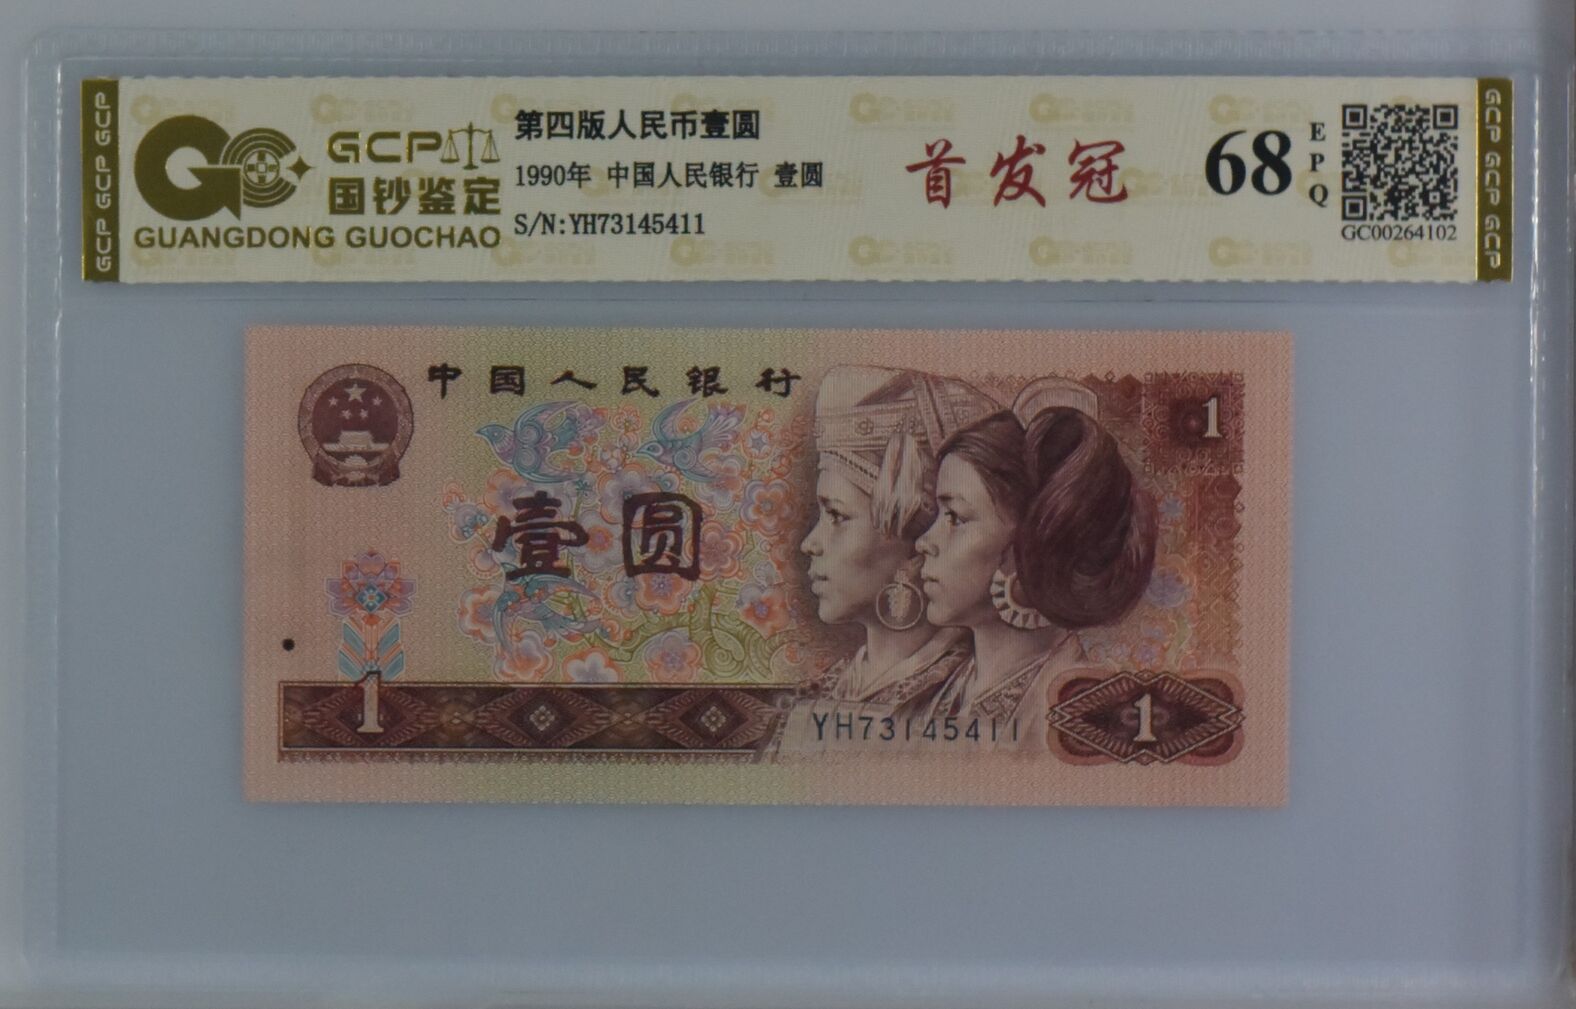 GCP GCP GCP
GCP
国钞鉴定
GUANGDONG GUOCHAO
第四版人民币壹圆
1990年 中国人民银行 壹圆
S/N:YH73145411
首发冠
68
EPQ
GC00264102
GCP GCP GCP
中国人民银行
1
壹圆
1
YH73145411
1